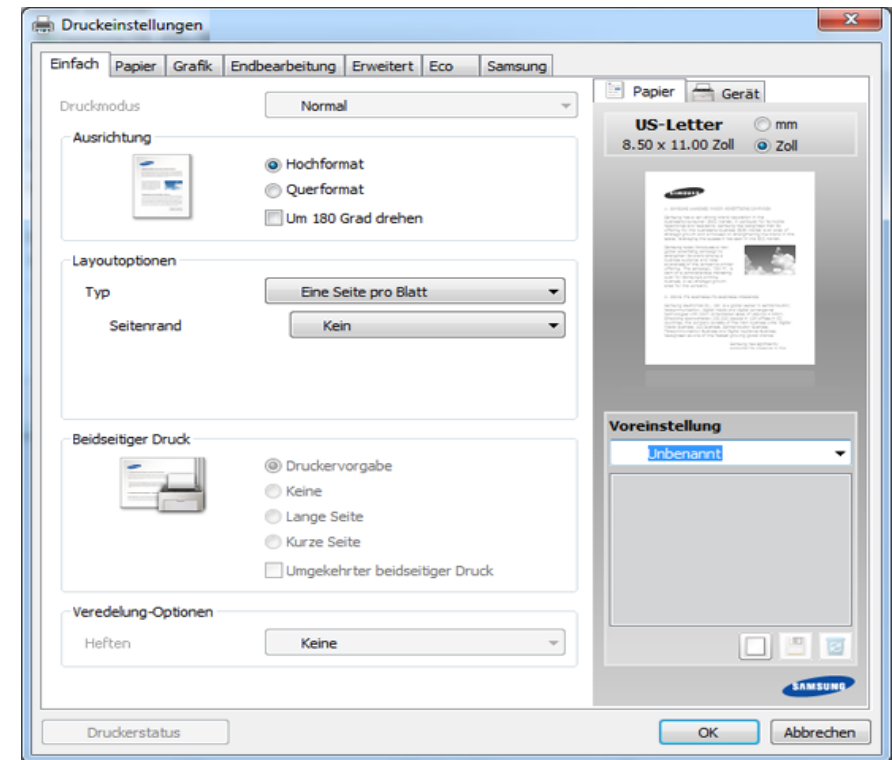 Druckeinstellungen
Einfach Papier Grafik Endbearbeitung Erweitert Eco Samsung
Druckmodus Normal
Ausrichtung
Hochformat
Querformat
Um 180 Grad drehen
Layoutoptionen
Typ Eine Seite pro Blatt
Seitenrand Kein
Beidseitiger Druck
Druckervorgabe
Keine
Lange Seite
Kurze Seite
Umgekehrter beidseitiger Druck
Veredelung-Optionen
Heften Keine
Papier Gerät
US-Letter mm
8.50 x 11.00 Zoll Zoll
Voreinstellung
Unbenannt
SAMSUNG
Druckerstatus OK Abbrechen